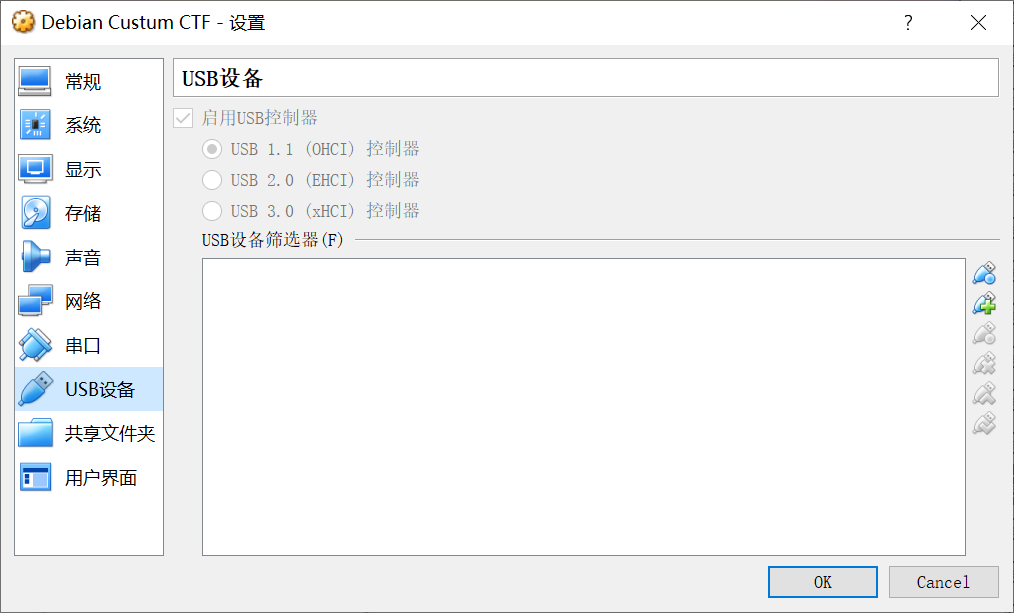 Debian Custum CTF - 设置
?
常规
系统
显示
存储
声音
网络
串口
USB设备
共享文件夹
用户界面
USB设备
启用USB控制器
USB 1.1 (OHCI) 控制器
USB 2.0 (EHCI) 控制器
USB 3.0 (xHCI) 控制器
USB设备筛选器(F)
OK
Cancel